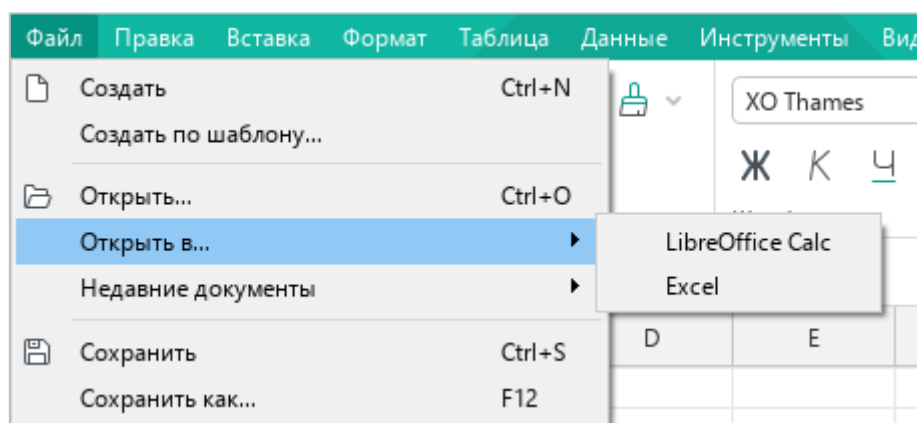 Файл Правка Вставка Формат Таблица Данные Инструменты
Создать Ctrl+N
XO Thames
Создать по шаблону...
Ж К Ч
Открыть... Ctrl+O
Открыть в... LibreOffice Calc
Недавние документы Excel
D E
Сохранить Ctrl+S
Сохранить как... F12